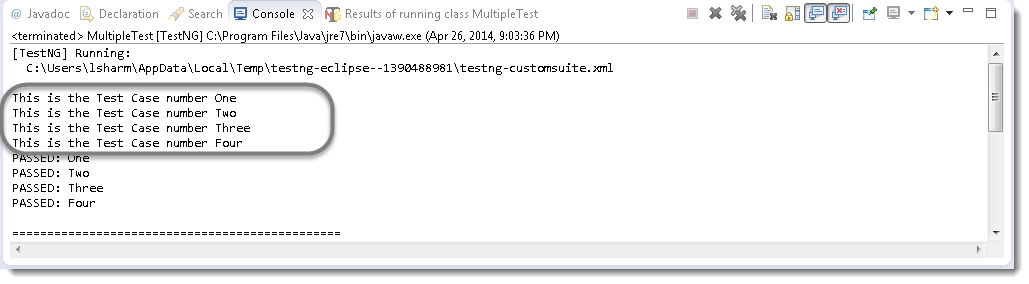 Javadoc Declaration Search Console Results of running class MultipleTest
<terminated> MultipleTest [TestNG] C:\Program Files\Java\jre7\bin\javaw.exe (Apr 26, 2014, 9:03:36 PM)
[TestNG] Running:
C:\Users\lsharm\AppData\Local\Temp\testng-eclipse--1390488981\testng-customsuite.xml
This is the Test Case number One
This is the Test Case number Two
This is the Test Case number Three
This is the Test Case number Four
PASSED: One
PASSED: Two
PASSED: Three
PASSED: Four
===============================================